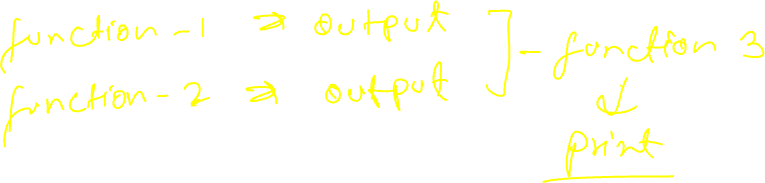 function-1 ⇒ output ] - function 3
function-2 ⇒ output
↓
print